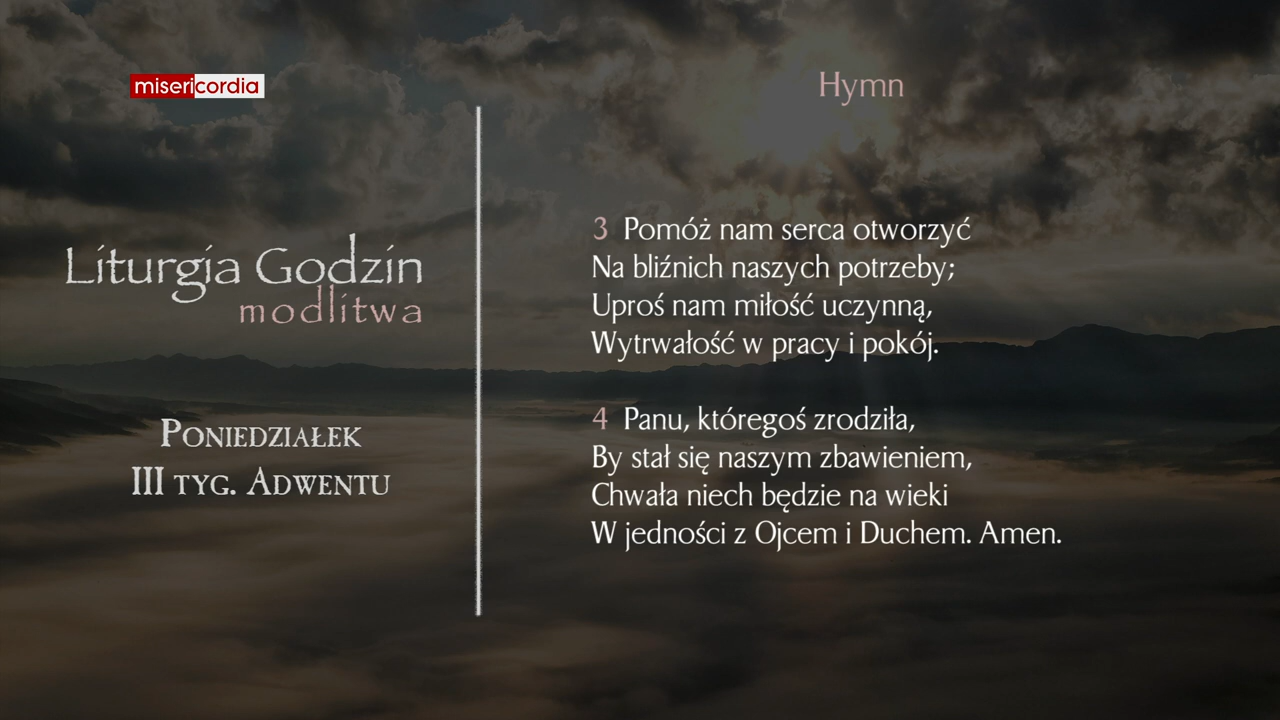 misericordia
Hymn
Liturgia Godzin
modlitwa
Poniedziałek
III tyg. Adwentu
3 Pomóż nam serca otworzyć
Na bliźnich naszych potrzeby;
Uproś nam miłość uczynną,
Wytrwałość w pracy i pokój.
4 Panu, któregoś zrodziła,
By stał się naszym zbawieniem,
Chwała niech będzie na wieki
W jedności z Ojcem i Duchem. Amen.